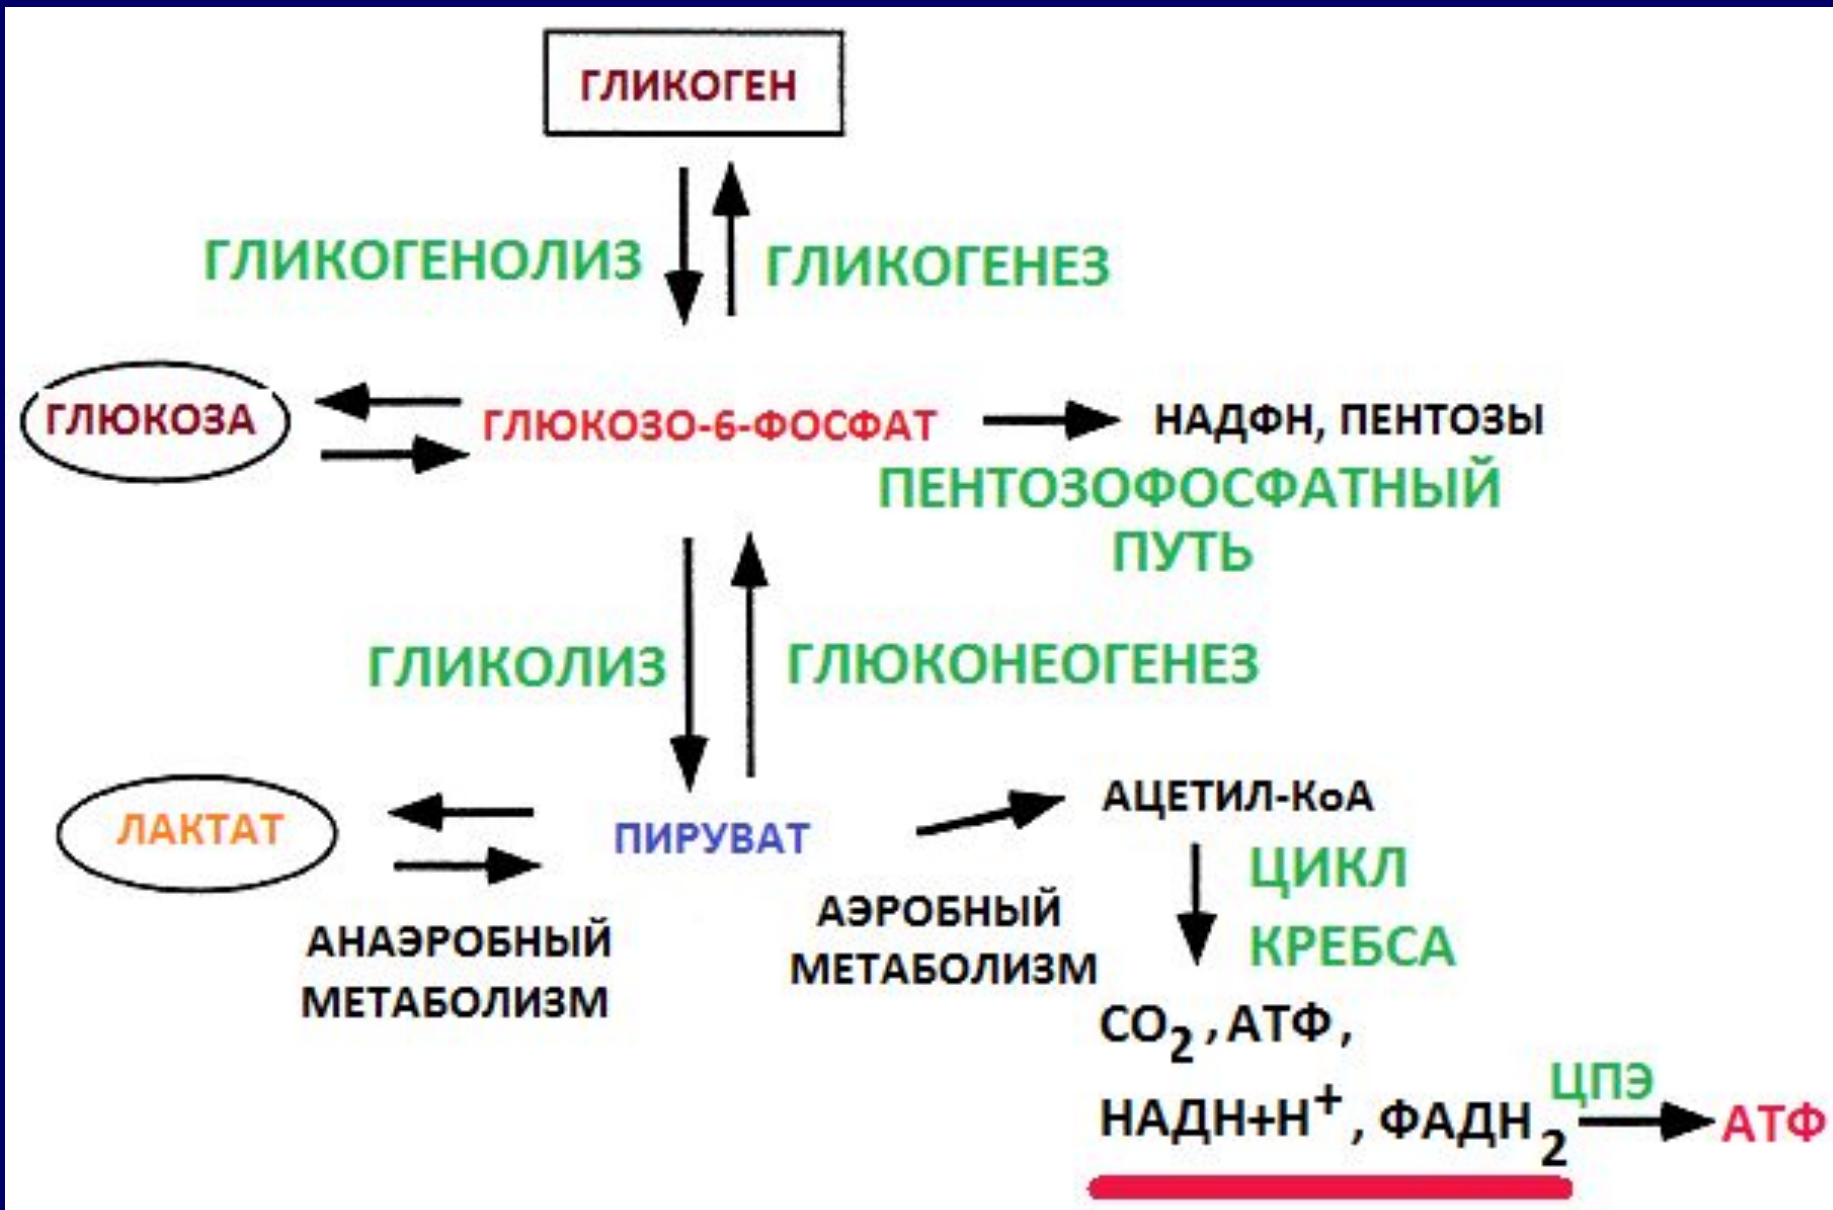 ГЛИКОГЕН
ГЛИКОГЕНОЛИЗ ГЛИКОГЕНЕЗ
ГЛЮКОЗА ГЛЮКОЗО-6-ФОСФАТ НАДФН, ПЕНТОЗЫ
ПЕНТОЗОФОСФАТНЫЙ
ПУТЬ
ГЛИКОЛИЗ ГЛЮКОНЕОГЕНЕЗ
ЛАКТАТ ПИРУВАТ АЦЕТИЛ-КоА
ЦИКЛ
КРЕБСА
АНАЭРОБНЫЙ
МЕТАБОЛИЗМ
АЭРОБНЫЙ
МЕТАБОЛИЗМ
CO₂, АТФ,
НАДН+Н⁺, ФАДН₂ ЦПЭ АТФ